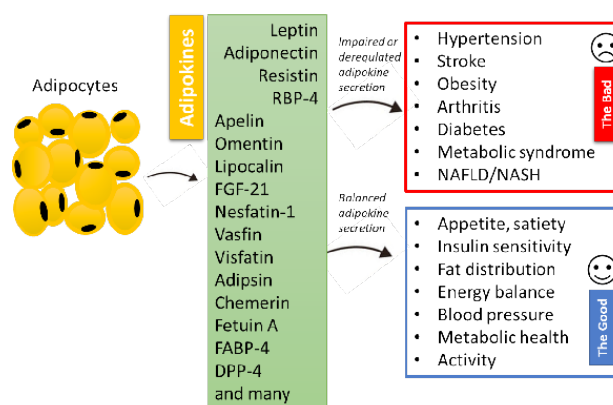 Adipocytes
Adipokines
Leptin
Adiponectin
Resistin
RBP-4
Apelin
Omentin
Lipocalin
FGF-21
Nesfatin-1
Vasfin
Visfatin
Adipsin
Chemerin
Fetuin A
FABP-4
DPP-4
and many
Impaired or
deregulated
adipokine
secretion
Balanced
adipokine
secretion
• Hypertension
• Stroke
• Obesity
• Arthritis
• Diabetes
• Metabolic syndrome
• NAFLD/NASH
The Bad
• Appetite, satiety
• Insulin sensitivity
• Fat distribution
• Energy balance
• Blood pressure
• Metabolic health
• Activity
The Good